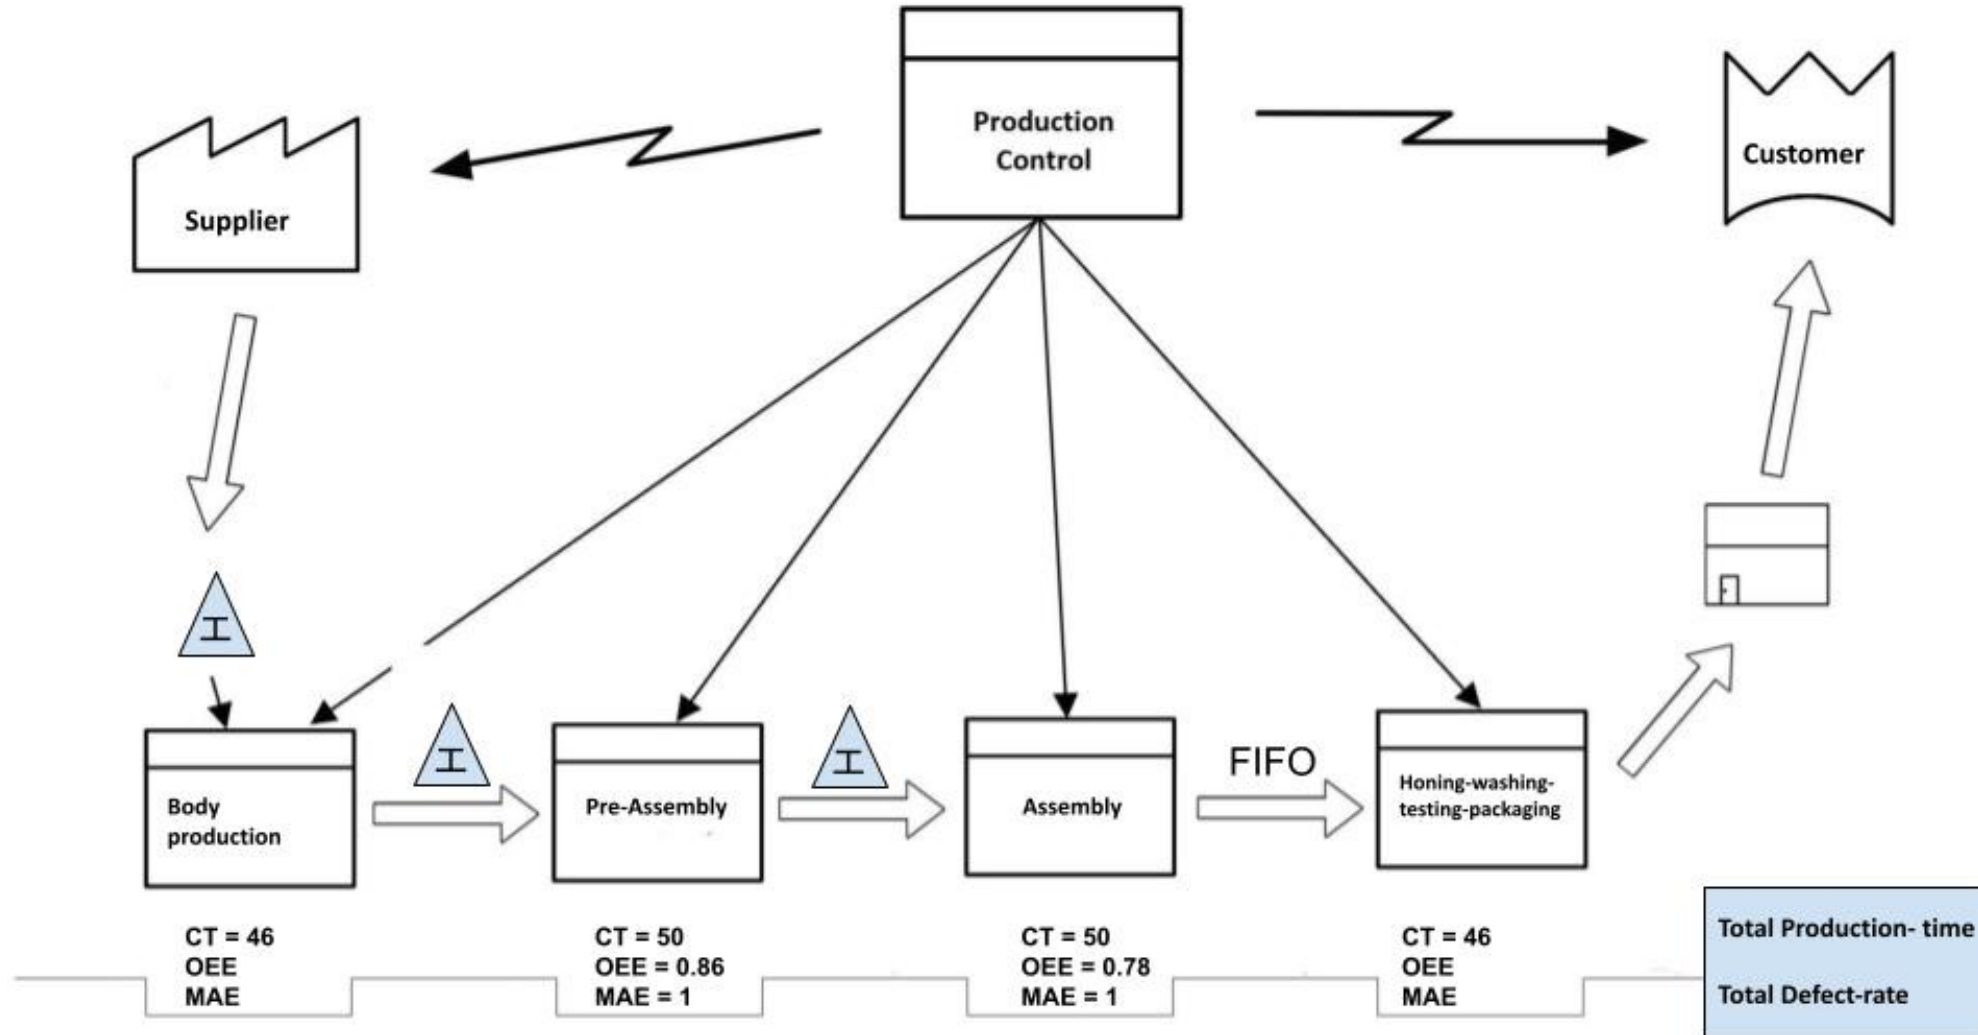 Production
Control
Customer
Supplier
I
I
I
FIFO
Body
production
Pre-Assembly
Assembly
Honing-washing-
testing-packaging
CT = 46
OEE
MAE
CT = 50
OEE = 0.86
MAE = 1
CT = 50
OEE = 0.78
MAE = 1
CT = 46
OEE
MAE
Total Production- time
Total Defect-rate